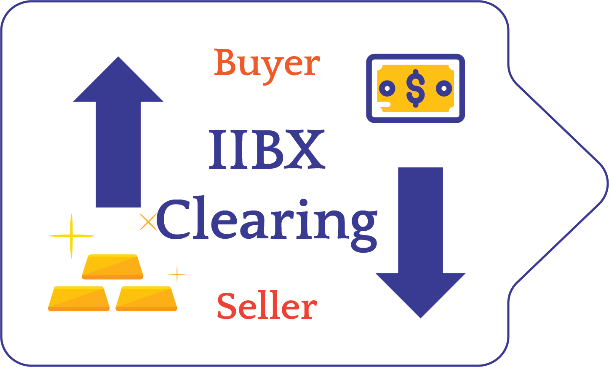 Buyer
$
IIBX
Clearing
Seller